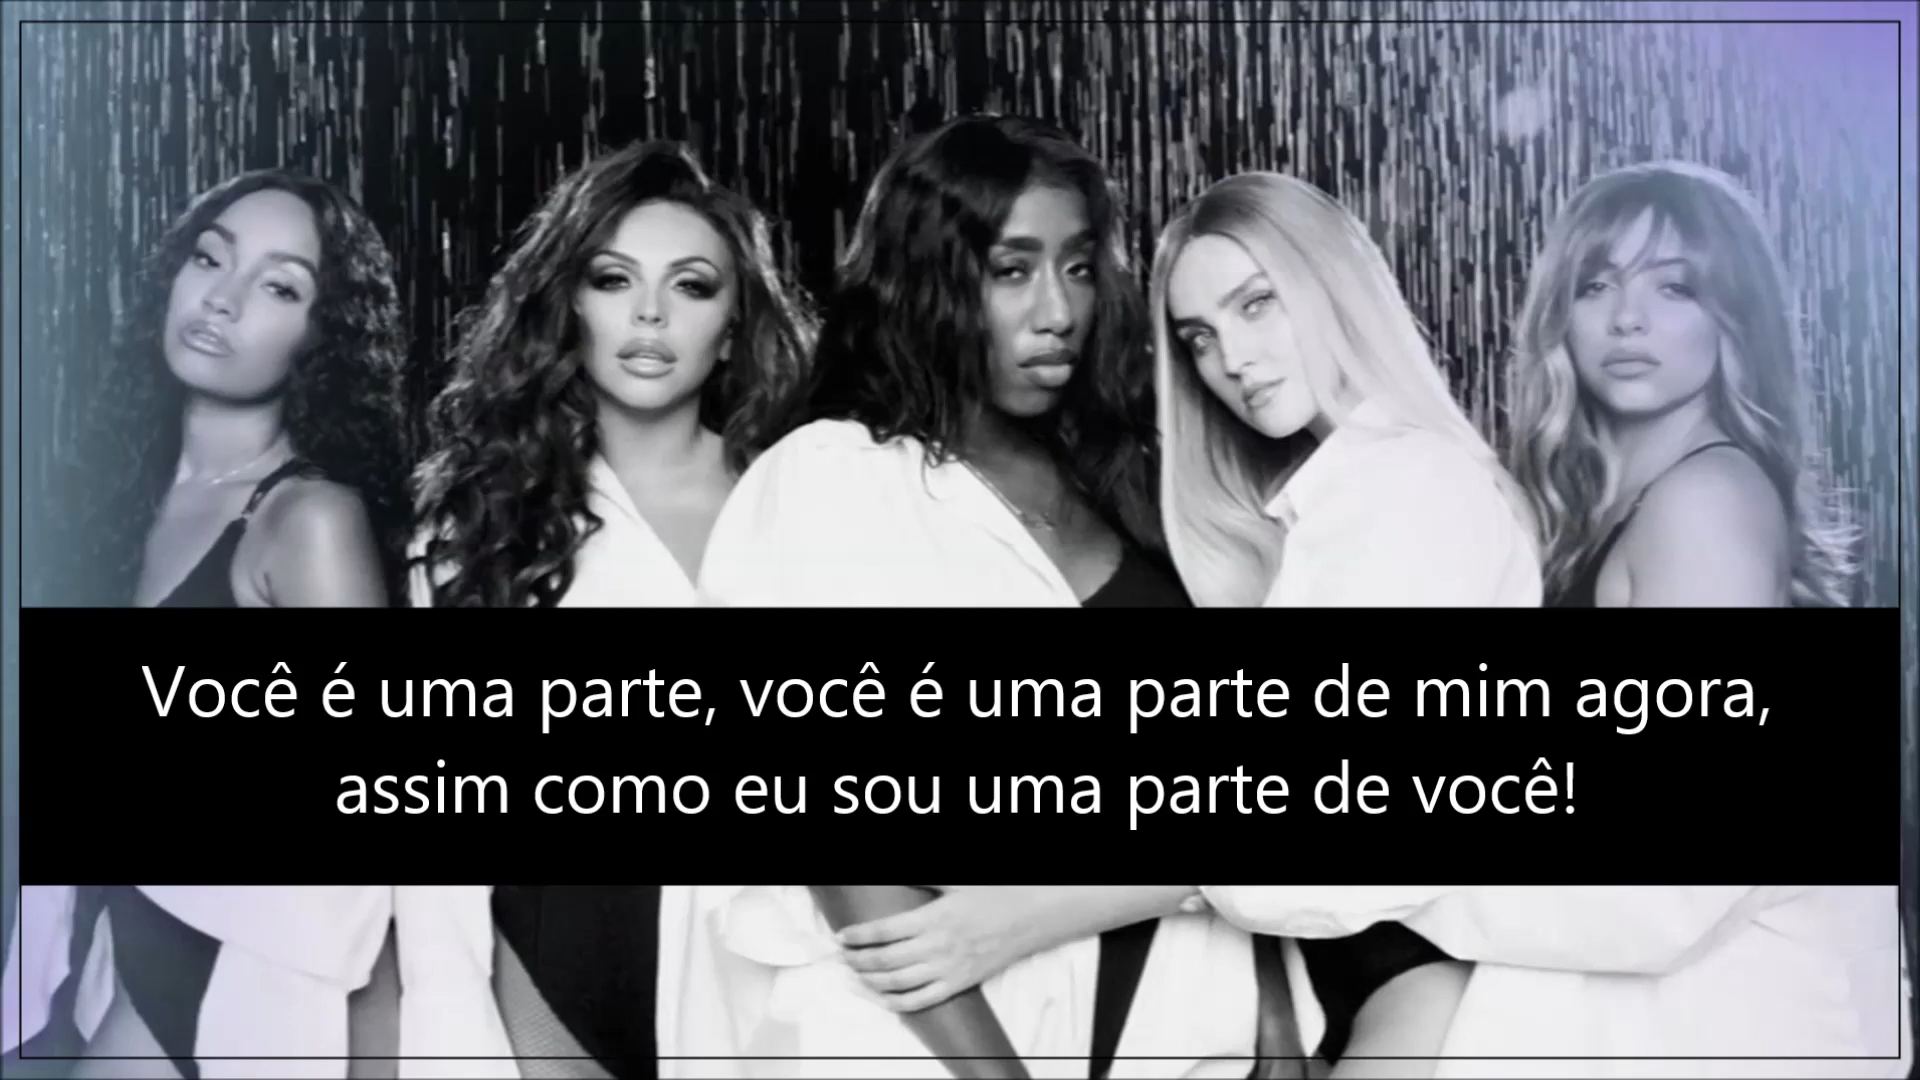 Você é uma parte, você é uma parte de mim agora,
assim como eu sou uma parte de você!